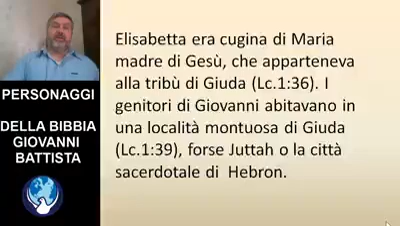 Elisabetta era cugina di Maria
madre di Gesù, che apparteneva
alla tribù di Giuda (Lc.1:36). I
genitori di Giovanni abitavano in
una località montuosa di Giuda
(Lc.1:39), forse Juttah o la città
sacerdotale di Hebron.
PERSONAGGI
DELLA BIBBIA
GIOVANNI
BATTISTA